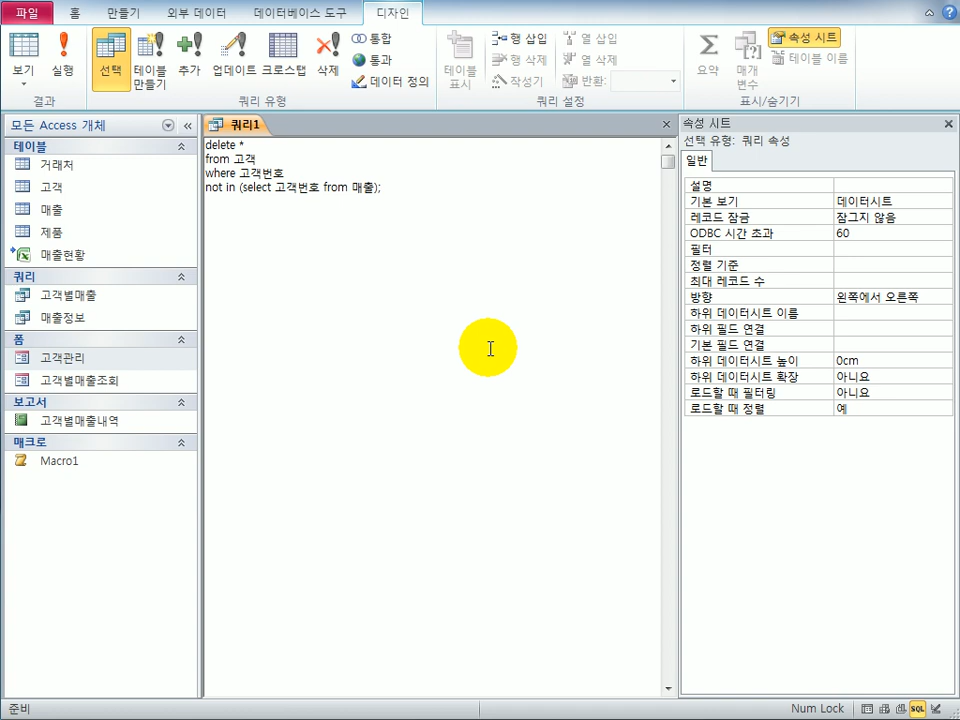 파일 홈 만들기 외부 데이터 데이터베이스 도구 디자인
보기 실행 선택 테이블 만들기 추가 업데이트 크로스탭 삭제 통합 통과 데이터 정의 테이블 표시 행 삽입 행 삭제 작성기 열 삽입 열 삭제 반환: 요약 매개 변수 속성 시트 테이블 이름
결과 쿼리 유형 쿼리 설정 표시/숨기기
모든 Access 개체
테이블
거래처
고객
매출
제품
매출현황
쿼리
고객별매출
매출정보
폼
고객관리
고객별매출조회
보고서
고객별매출내역
매크로
Macro1
쿼리1
delete *
from 고객
where 고객번호
not in (select 고객번호 from 매출);
속성 시트
선택 유형: 쿼리 속성
일반
설명
기본 보기 데이터시트
레코드 잠금 잠그지 않음
ODBC 시간 초과 60
필터
정렬 기준
최대 레코드 수
방향 왼쪽에서 오른쪽
하위 데이터시트 이름
하위 필드 연결
기본 필드 연결
하위 데이터시트 높이 0cm
하위 데이터시트 확장 아니요
로드할 때 필터링 아니요
로드할 때 정렬 예
준비 Num Lock SQL